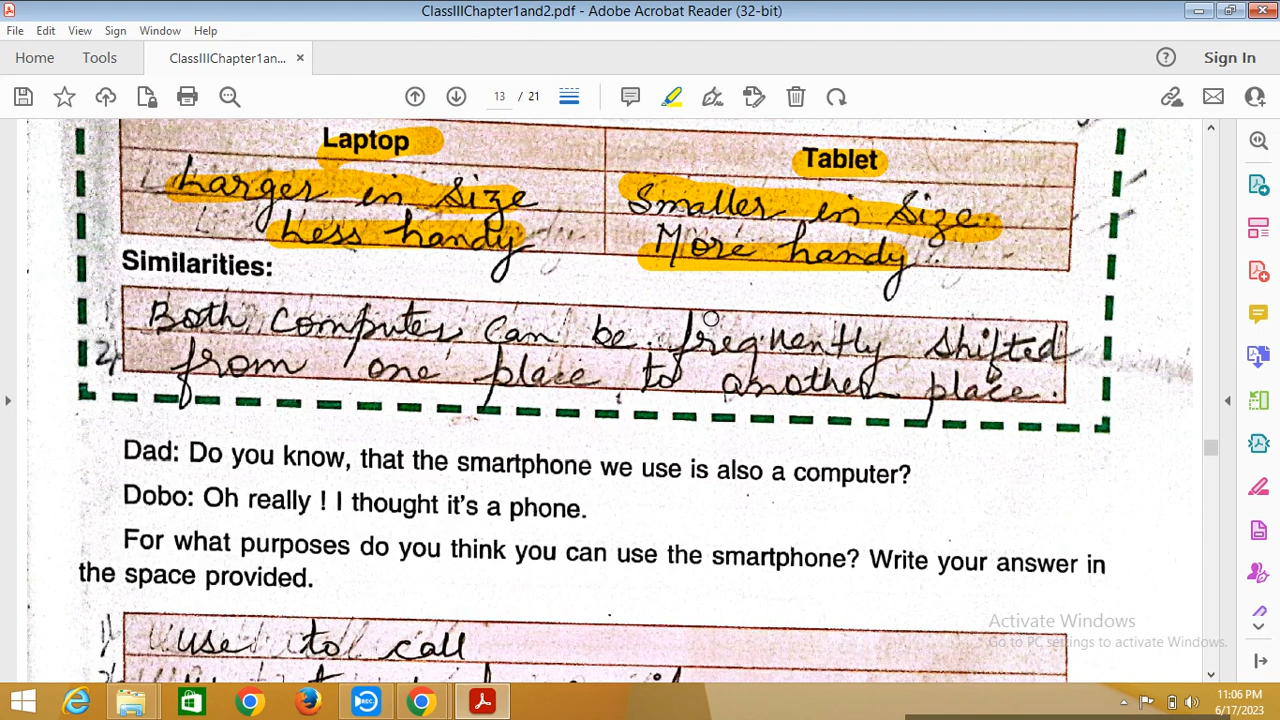 ClassIIIChapter1and2.pdf - Adobe Acrobat Reader (32-bit)
File Edit View Sign Window Help
Home Tools ClassIIIChapter1an... × Sign In
13 / 21
Laptop Tablet
Larger in size Smaller in size.
Less handy More handy
Similarities:
Both computer can be frequently shifted
from one place to another place.
Dad: Do you know, that the smartphone we use is also a computer?
Dobo: Oh really ! I thought it's a phone.
For what purposes do you think you can use the smartphone? Write your answer in
the space provided.
use to call
Activate Windows
Go to PC settings to activate Windows.
REC
11:06 PM
6/17/2023